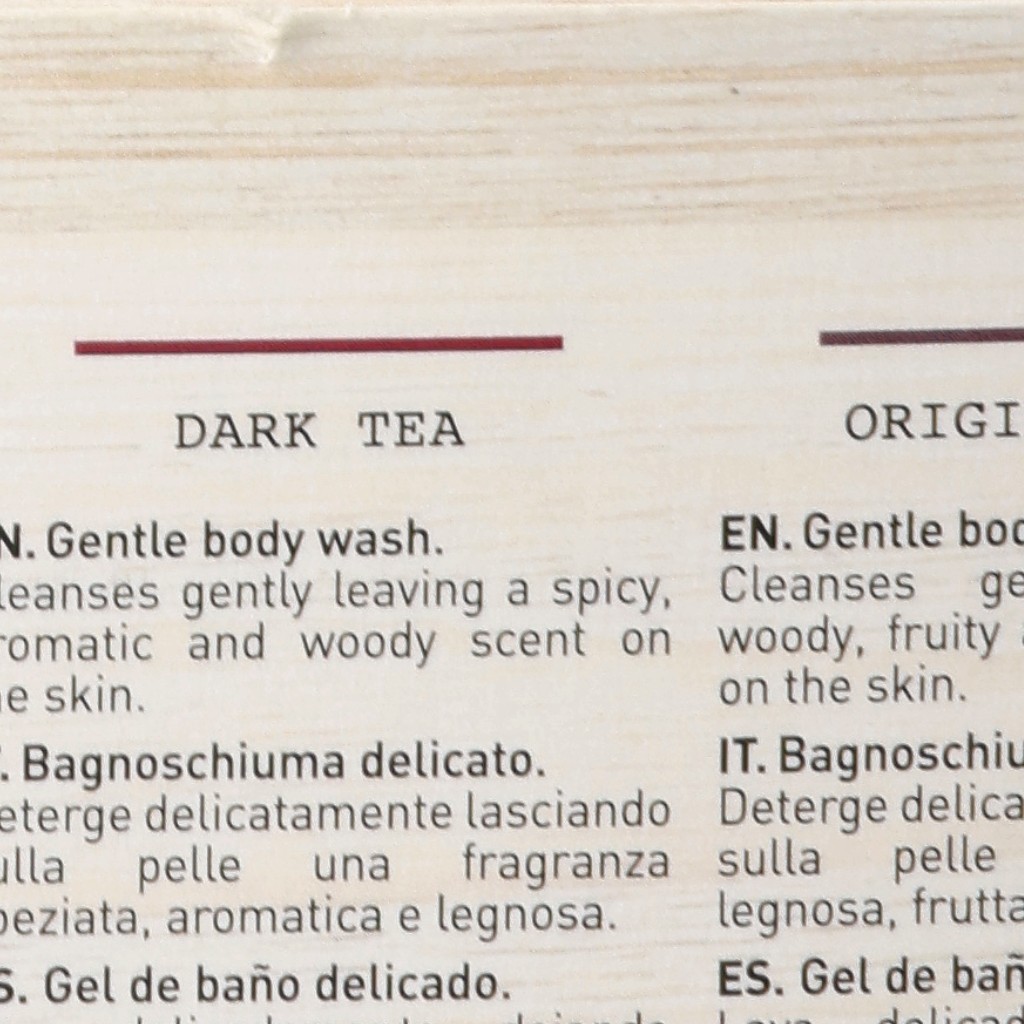 DARK TEA
N. Gentle body wash.
leanses gently leaving a spicy,
romatic and woody scent on
e skin.
. Bagnoschiuma delicato.
eterge delicatamente lasciando
ulla pelle una fragranza
peziata, aromatica e legnosa.
S. Gel de baño delicado.
ORIGI
EN. Gentle bod
Cleanses ge
woody, fruity
on the skin.
IT. Bagnoschiu
Deterge delica
sulla pelle
legnosa, frutta
ES. Gel de bañ